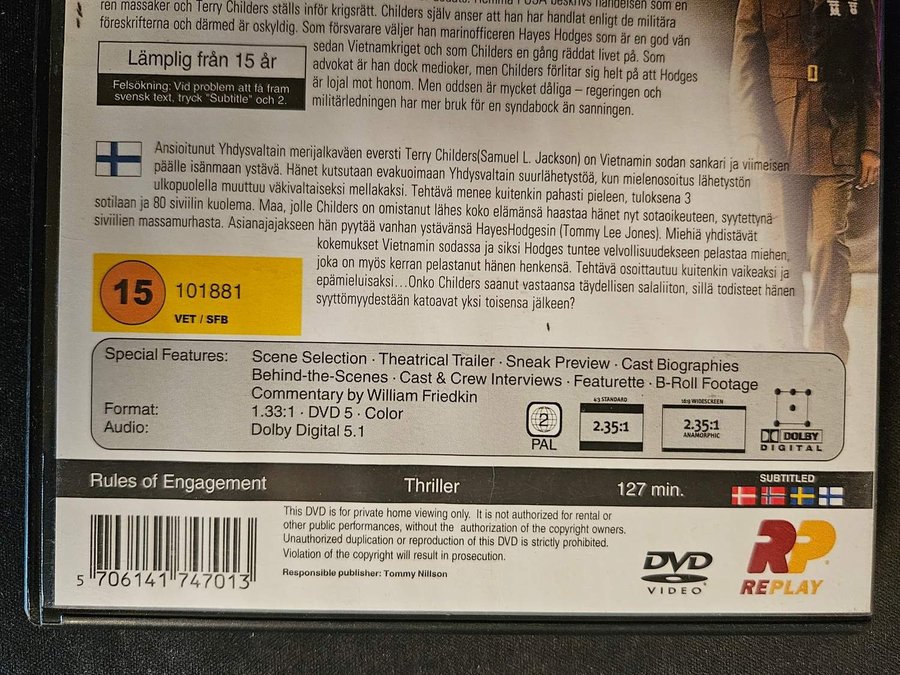 händelsen som en
ren massaker och Terry Childers ställs inför krigsrätt. Childers själv anser att han har handlat enligt de militära
föreskrifterna och därmed är oskyldig. Som försvarare väljer han marinofficeren Hayes Hodges som är en god vän
sedan Vietnamkriget och som Childers en gång räddat livet på. Som
advokat är han dock medioker, men Childers förlitar sig helt på att Hodges
är lojal mot honom. Men oddsen är mycket dåliga – regeringen och
militärledningen har mer bruk för en syndabock än sanningen.
Lämplig från 15 år
Felsökning: Vid problem att få fram
svensk text, tryck "Subtitle" och 2.
Ansioitunut Yhdysvaltain merijalkaväen eversti Terry Childers(Samuel L. Jackson) on Vietnamin sodan sankari ja viimeisen
päälle isänmaan ystävä. Hänet kutsutaan evakuoimaan Yhdysvaltain suurlähetystöä, kun mielenosoitus lähetystön
ulkopuolella muuttuu väkivaltaiseksi mellakaksi. Tehtävä menee kuitenkin pahasti pieleen, tuloksena 3
sotilaan ja 80 siviilin kuolema. Maa, jolle Childers on omistanut lähes koko elämänsä haastaa hänet nyt sotaoikeuteen, syytettynä
siviilien massamurhasta. Asianajajakseen hän pyytää vanhan ystävänsä HayesHodgesin (Tommy Lee Jones). Miehiä yhdistävät
kokemukset Vietnamin sodassa ja siksi Hodges tuntee velvollisuudekseen pelastaa miehen,
joka on myös kerran pelastanut hänen henkensä. Tehtävä osoittautuu kuitenkin vaikeaksi ja
epämieluisaksi…Onko Childers saanut vastaansa täydellisen salaliiton, sillä todisteet hänen
syyttömyydestään katoavat yksi toisensa jälkeen?
15
101881
VET / SFB
Special Features: Scene Selection · Theatrical Trailer · Sneak Preview · Cast Biographies
Behind-the-Scenes · Cast & Crew Interviews · Featurette · B-Roll Footage
Commentary by William Friedkin
Format: 1.33:1 · DVD 5 · Color
Audio: Dolby Digital 5.1
2
PAL
4:3 STANDARD
2.35:1
16:9 WIDESCREEN
2.35:1
ANAMORPHIC
DOLBY
DIGITAL
Rules of Engagement Thriller 127 min.
SUBTITLED
5 706141 747013
This DVD is for private home viewing only. It is not authorized for rental or
other public performances, without the authorization of the copyright owners.
Unauthorized duplication or reproduction of this DVD is strictly prohibited.
Violation of the copyright will result in prosecution.
Responsible publisher: Tommy Nillson
DVD
VIDEO
RP
REPLAY